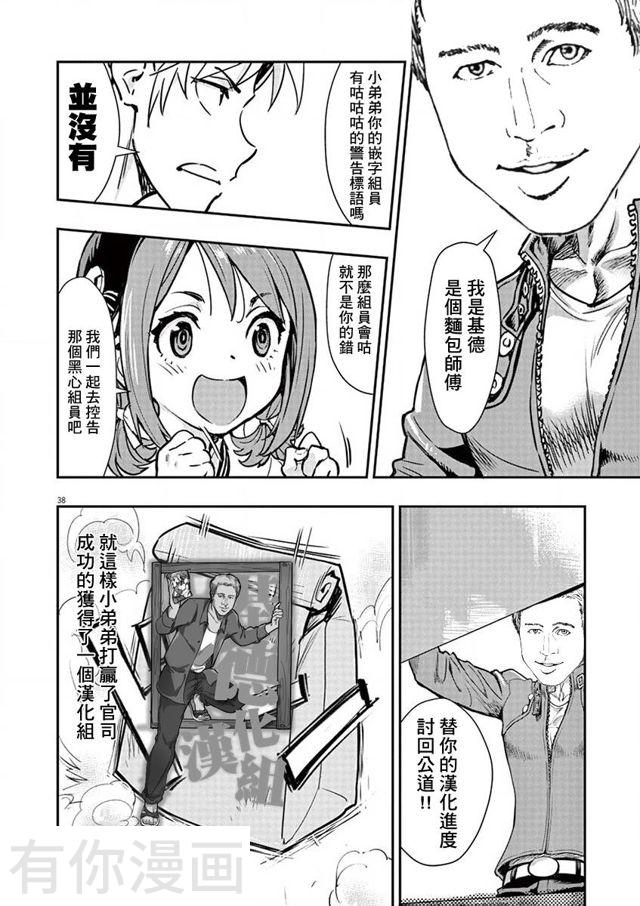 我是基德
是個麵包師傅
小弟弟你的嵌字組員
有咕咕咕的警告標語嗎
並沒有
那麼組員會咕
就不是你的錯
我們一起去控告
那個黑心組員吧
替你的漢化進度
討回公道!!
38
基德
漢化組
就這樣小弟弟打贏了官司
成功的獲得了一個漢化組
有你漫画